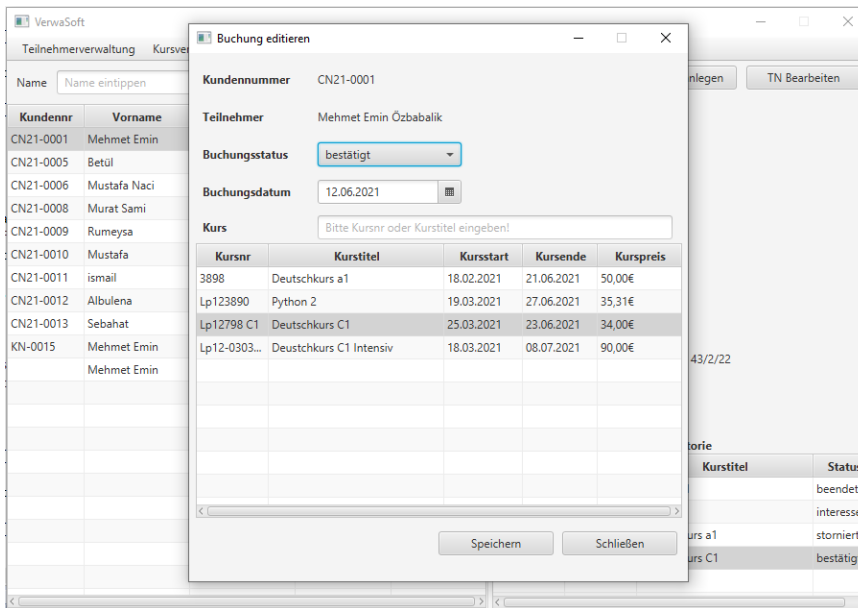 VerwaSoft
Teilnehmerverwaltung
Name Name eintippen
Kundennr Vorname
CN21-0001 Mehmet Emin
CN21-0005 Betül
CN21-0006 Mustafa Naci
CN21-0008 Murat Sami
CN21-0009 Rumeysa
CN21-0010 Mustafa
CN21-0011 ismail
CN21-0012 Albulena
CN21-0013 Sebahat
KN-0015 Mehmet Emin
Mehmet Emin
Buchung editieren
Kundennummer CN21-0001
Teilnehmer Mehmet Emin Özbabalik
Buchungsstatus bestätigt
Buchungsdatum 12.06.2021
Kurs Bitte Kursnr oder Kurstitel eingeben!
Kursnr Kurstitel Kursstart Kursende Kurspreis
3898 Deutschkurs a1 18.02.2021 21.06.2021 50,00€
Lp123890 Python 2 19.03.2021 27.06.2021 35,31€
Lp12798 C1 Deutschkurs C1 25.03.2021 23.06.2021 34,00€
Lp12-0303... Deustchkurs C1 Intensiv 18.03.2021 08.07.2021 90,00€
Speichern Schließen
nlegen TN Bearbeiten
43/2/22
torie
Kurstitel Status
beendet
interesse
urs a1 storniert
urs C1 bestätig